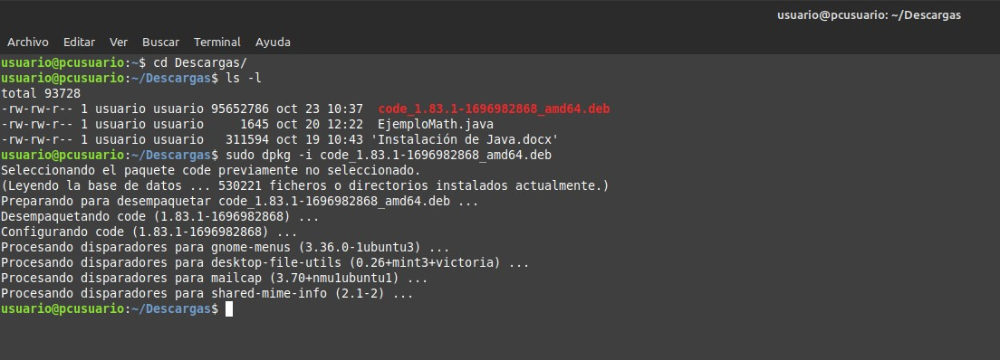 usuario@pcusuario: ~/Descargas
Archivo Editar Ver Buscar Terminal Ayuda
usuario@pcusuario:~$ cd Descargas/
usuario@pcusuario:~/Descargas$ ls -l
total 93728
-rw-rw-r-- 1 usuario usuario 95652786 oct 23 10:37  code_1.83.1-1696982868_amd64.deb
-rw-rw-r-- 1 usuario usuario     1645 oct 20 12:22  EjemploMath.java
-rw-rw-r-- 1 usuario usuario   311594 oct 19 10:43 'Instalación de Java.docx'
usuario@pcusuario:~/Descargas$ sudo dpkg -i code_1.83.1-1696982868_amd64.deb
Seleccionando el paquete code previamente no seleccionado.
(Leyendo la base de datos ... 530221 ficheros o directorios instalados actualmente.)
Preparando para desempaquetar code_1.83.1-1696982868_amd64.deb ...
Desempaquetando code (1.83.1-1696982868) ...
Configurando code (1.83.1-1696982868) ...
Procesando disparadores para gnome-menus (3.36.0-1ubuntu3) ...
Procesando disparadores para desktop-file-utils (0.26+mint3+victoria) ...
Procesando disparadores para mailcap (3.70+nmu1ubuntu1) ...
Procesando disparadores para shared-mime-info (2.1-2) ...
usuario@pcusuario:~/Descargas$